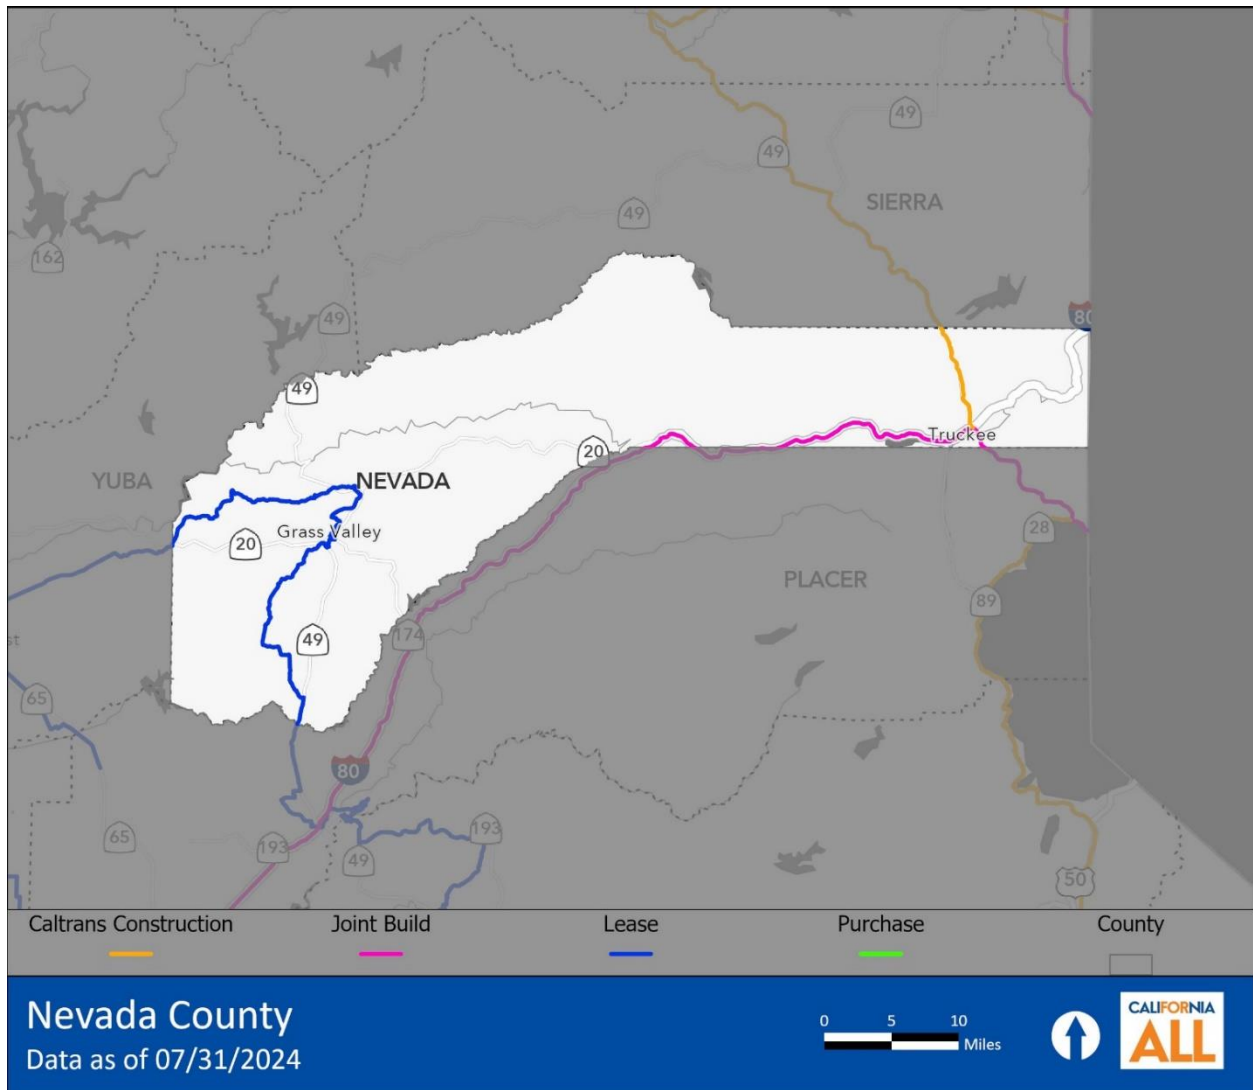 49
49
SIERRA
49
162
49
80
49
Truckee
20
YUBA
NEVADA
Grass Valley
20
28
PLACER
89
174
49
st
65
80
193
193
65
49
50
Caltrans Construction
Joint Build
Lease
Purchase
County
Nevada County
Data as of 07/31/2024
0 5 10
Miles
CALIFORNIA
ALL